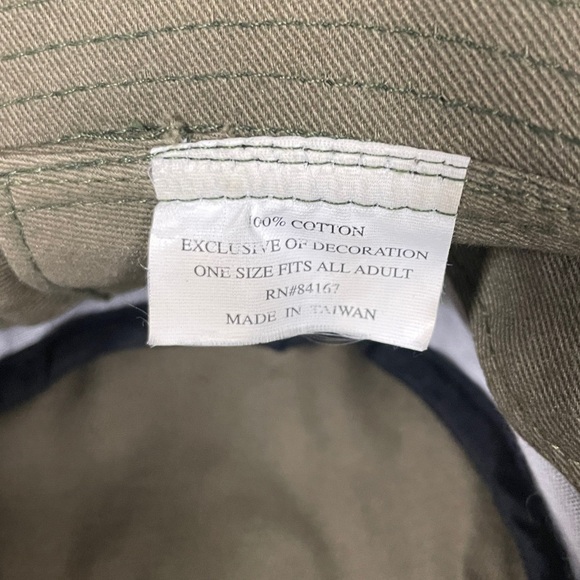 100% COTTON
EXCLUSIVE OF DECORATION
ONE SIZE FITS ALL ADULT
RN#84167
MADE IN TAIWAN